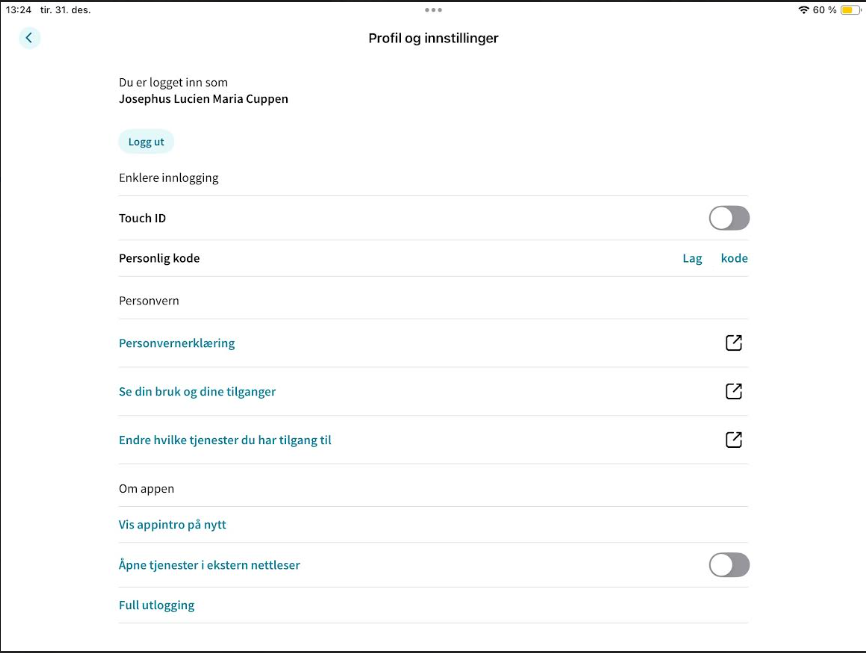 13:24 tir. 31. des.
60 %
Profil og innstillinger
Du er logget inn som
Josephus Lucien Maria Cuppen
Logg ut
Enklere innlogging
Touch ID
Personlig kode
Lag kode
Personvern
Personvernerklæring
Se din bruk og dine tilganger
Endre hvilke tjenester du har tilgang til
Om appen
Vis appintro på nytt
Åpne tjenester i ekstern nettleser
Full utlogging